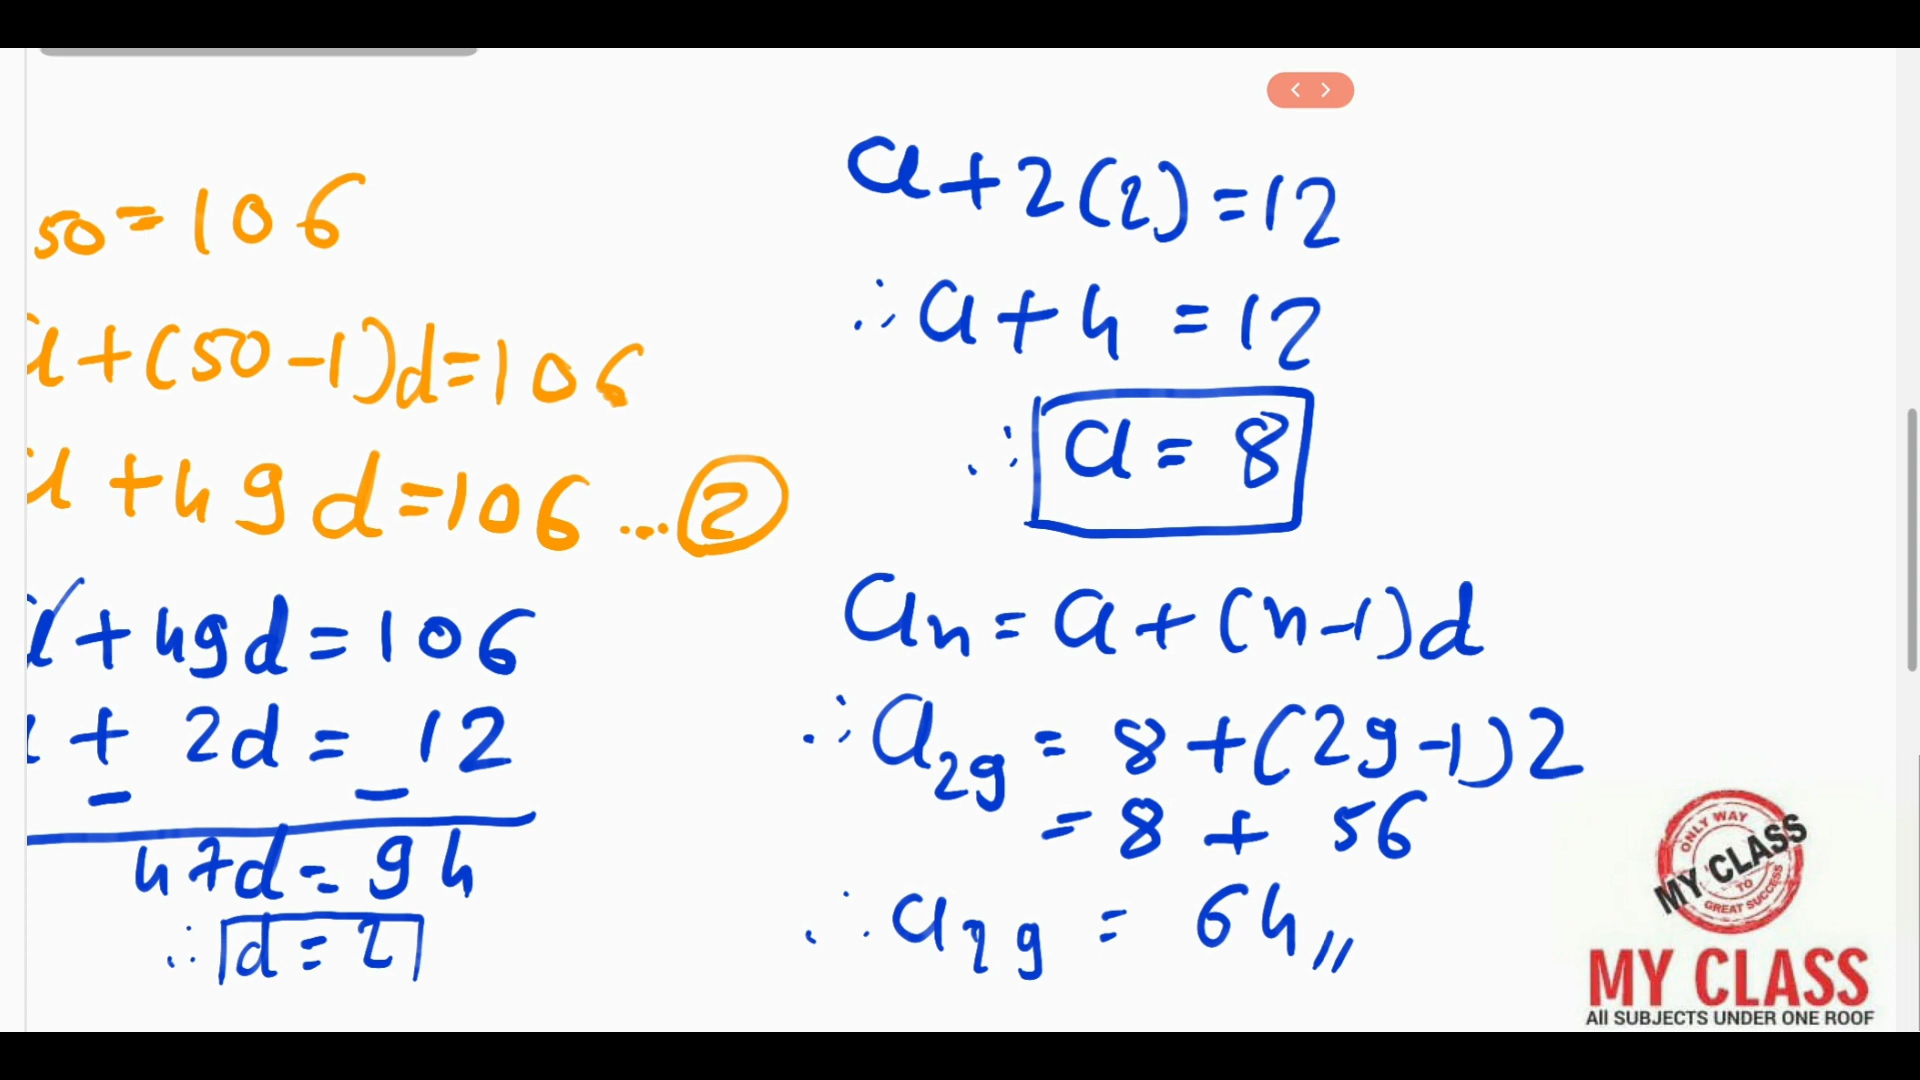 50 = 106
a + (50 - 1)d = 106
a + 49d = 106 ... ②
a + 49d = 106
+ 2d = 12
47d = 94
∴ d = 2
a + 2(2) = 12
∴ a + 4 = 12
∴ a = 8
an = a + (n-1)d
∴ a29 = 8 + (29-1)2
= 8 + 56
∴ a29 = 64 //
ONLY WAY
MY CLASS
TO
GREAT SUCCESS
MY CLASS
All SUBJECTS UNDER ONE ROOF